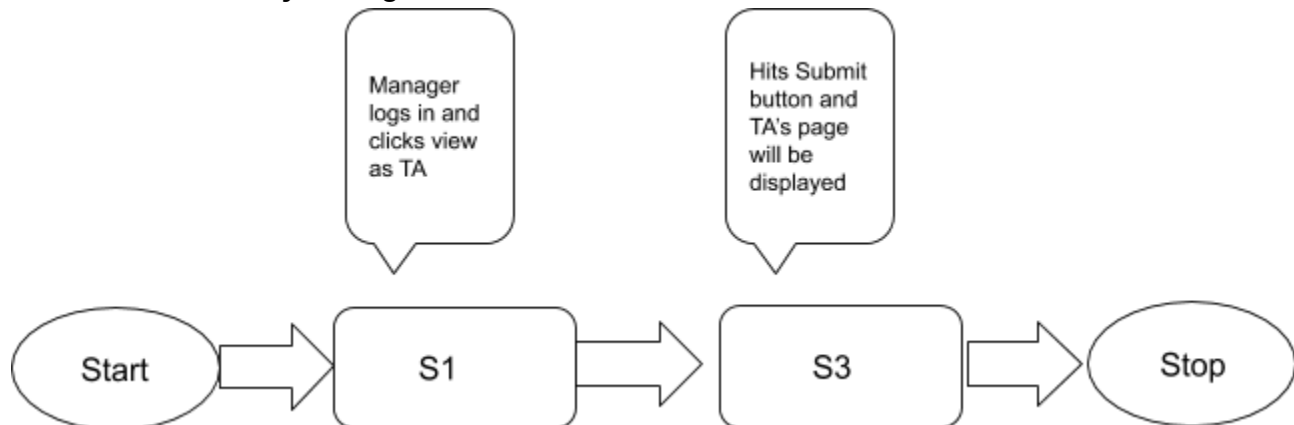 Manager
logs in and
clicks view
as TA
Hits Submit
button and
TA's page
will be
displayed
Start
S1
S3
Stop